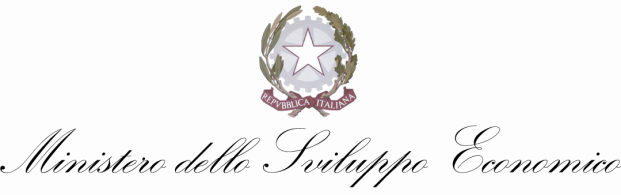 REPVBBLICA ITALIANA
Ministero dello Sviluppo Economico